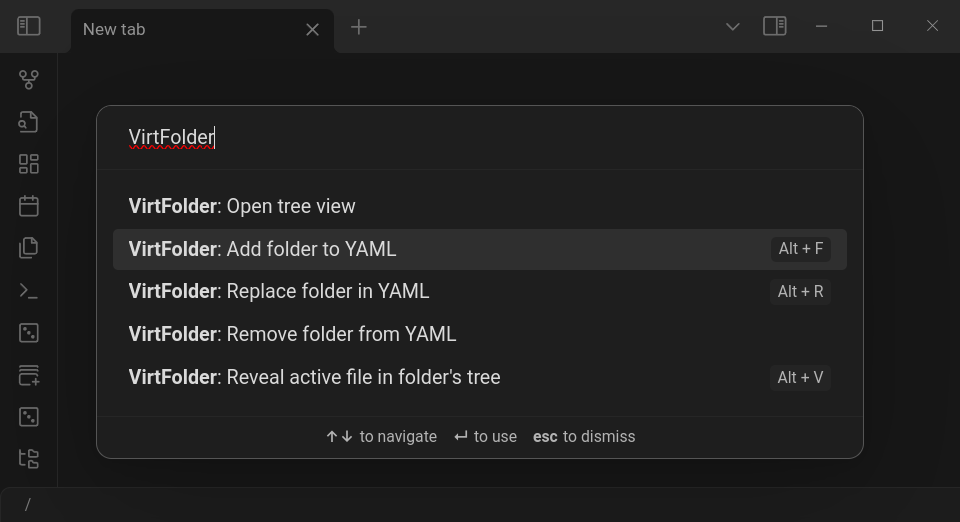 New tab
VirtFolder
VirtFolder: Open tree view
VirtFolder: Add folder to YAML Alt + F
VirtFolder: Replace folder in YAML Alt + R
VirtFolder: Remove folder from YAML
VirtFolder: Reveal active file in folder's tree Alt + V
↑↓ to navigate ↵ to use esc to dismiss
/